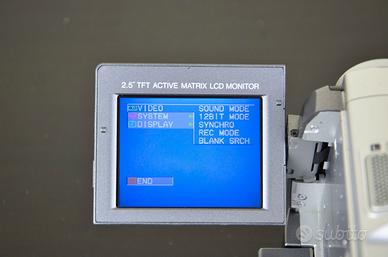 2.5" TFT ACTIVE MATRIX LCD MONITOR
VIDEO
SYSTEM
DISPLAY
SOUND MODE
12BIT MODE
SYNCHRO
REC MODE
BLANK SRCH
END
subito